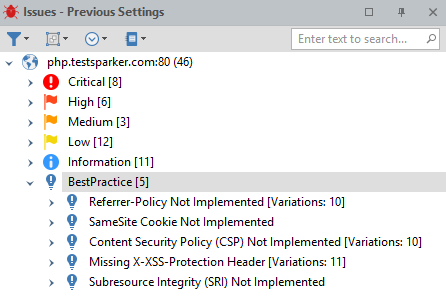 Issues - Previous Settings
Enter text to search...
php.testsparker.com:80 (46)
Critical [8]
High [6]
Medium [3]
Low [12]
Information [11]
BestPractice [5]
Referrer-Policy Not Implemented [Variations: 10]
SameSite Cookie Not Implemented
Content Security Policy (CSP) Not Implemented [Variations: 10]
Missing X-XSS-Protection Header [Variations: 11]
Subresource Integrity (SRI) Not Implemented